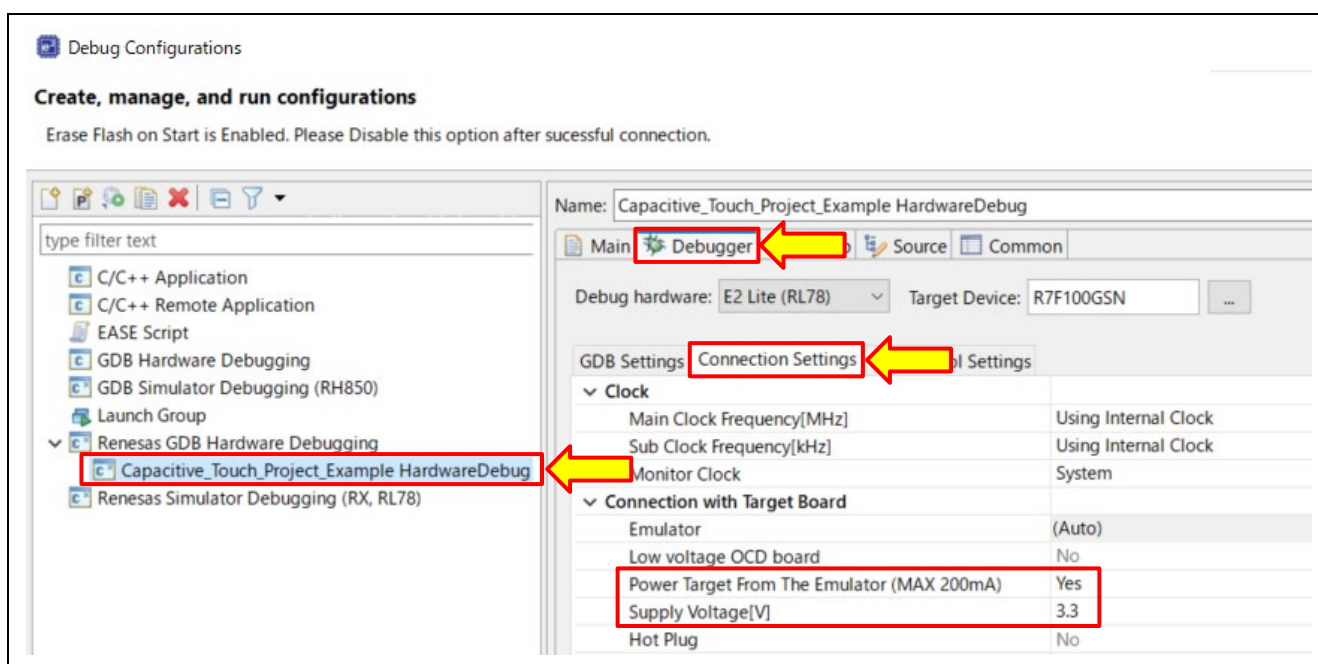 Debug Configurations
Create, manage, and run configurations
Erase Flash on Start is Enabled. Please Disable this option after sucessful connection.
type filter text
C/C++ Application
C/C++ Remote Application
EASE Script
GDB Hardware Debugging
GDB Simulator Debugging (RH850)
Launch Group
Renesas GDB Hardware Debugging
Capacitive_Touch_Project_Example HardwareDebug
Renesas Simulator Debugging (RX, RL78)
Name: Capacitive_Touch_Project_Example HardwareDebug
Main Debugger Source Common
Debug hardware: E2 Lite (RL78) Target Device: R7F100GSN ...
GDB Settings Connection Settings Settings
Clock
Main Clock Frequency[MHz] Using Internal Clock
Sub Clock Frequency[kHz] Using Internal Clock
Monitor Clock System
Connection with Target Board
Emulator (Auto)
Low voltage OCD board No
Power Target From The Emulator (MAX 200mA) Yes
Supply Voltage[V] 3.3
Hot Plug No